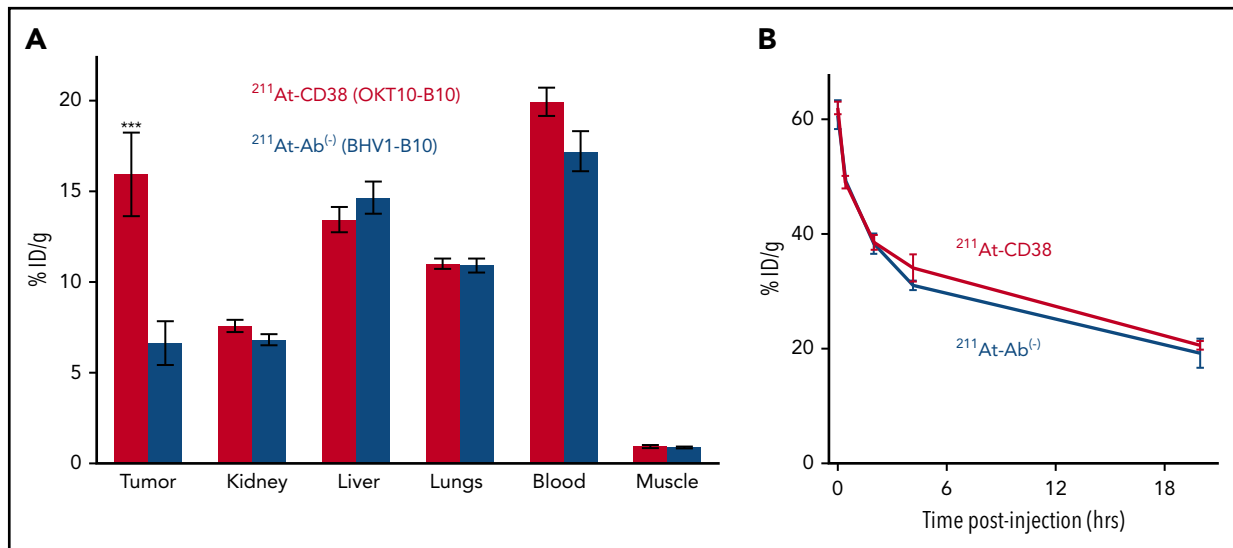 A
20
15
10
5
0
% ID/g
***
²¹¹At-CD38 (OKT10-B10)
²¹¹At-Ab⁽⁻⁾ (BHV1-B10)
Tumor Kidney Liver Lungs Blood Muscle
B
60
40
20
0
% ID/g
²¹¹At-CD38
²¹¹At-Ab⁽⁻⁾
0 6 12 18
Time post-injection (hrs)